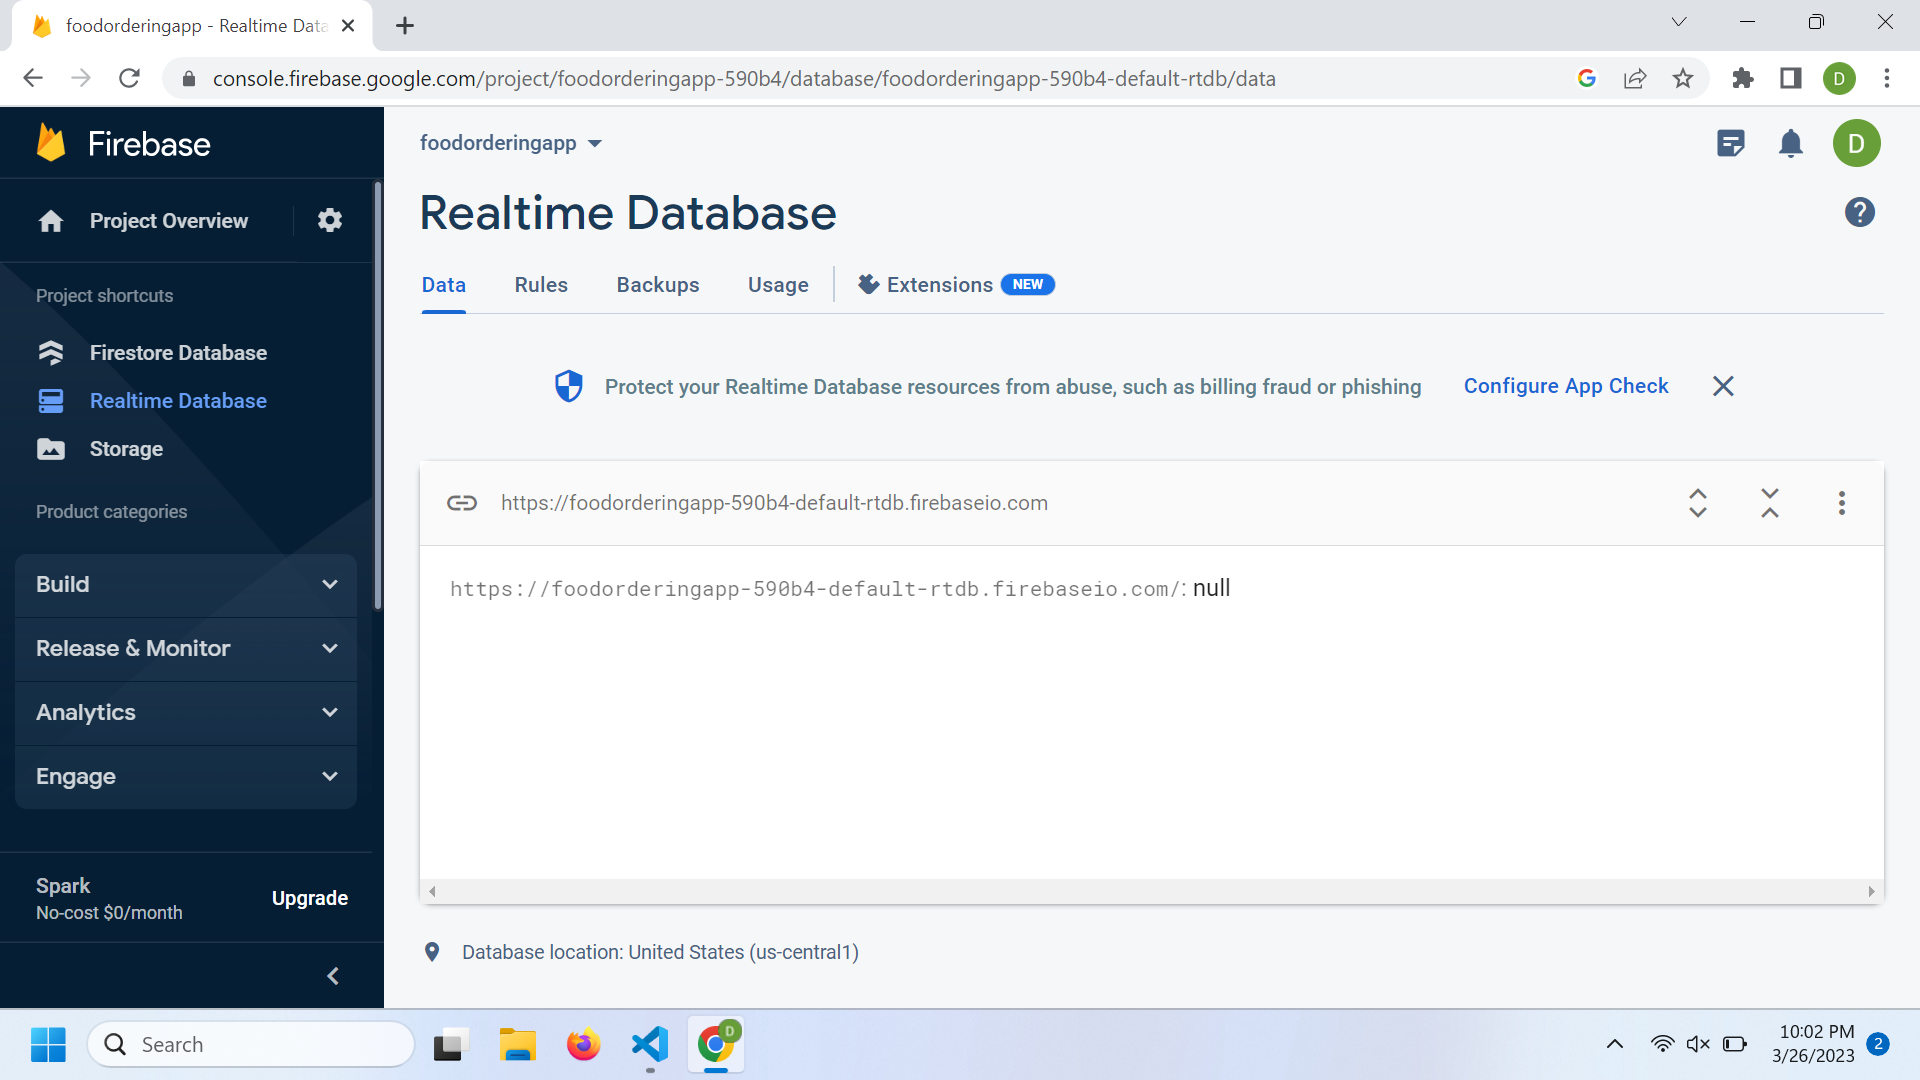 foodorderingapp - Realtime Data
console.firebase.google.com/project/foodorderingapp-590b4/database/foodorderingapp-590b4-default-rtdb/data
D
Firebase
foodorderingapp
D
Project Overview
Realtime Database
Project shortcuts
Data Rules Backups Usage Extensions NEW
Firestore Database
Realtime Database
Storage
Protect your Realtime Database resources from abuse, such as billing fraud or phishing Configure App Check
Product categories
https://foodorderingapp-590b4-default-rtdb.firebaseio.com
Build
https://foodorderingapp-590b4-default-rtdb.firebaseio.com/: null
Release & Monitor
Analytics
Engage
Spark
No-cost $0/month
Upgrade
Database location: United States (us-central1)
Search
D
10:02 PM
3/26/2023
2